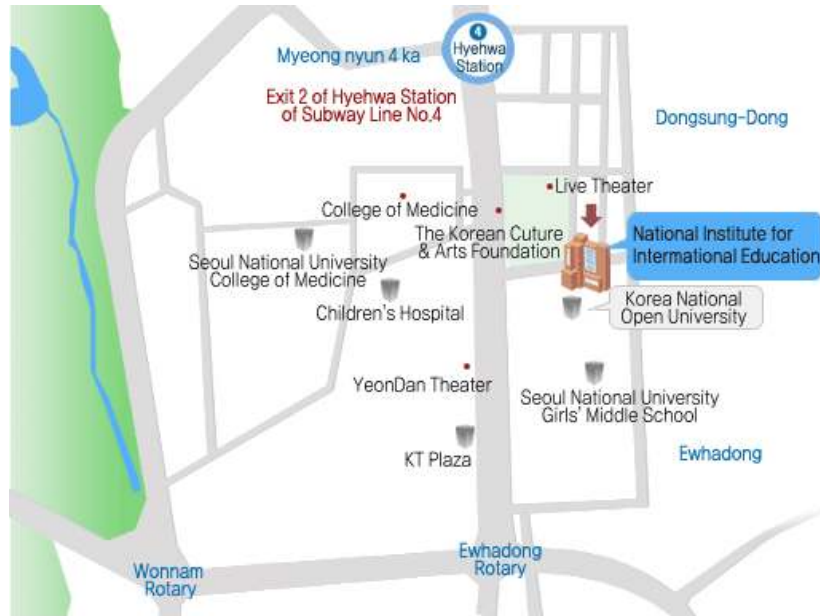 4
Hyehwa
Station
Myeong nyun 4 ka
Exit 2 of Hyehwa Station
of Subway Line No.4
Dongsung-Dong
Live Theater
College of Medicine
The Korean Cuture
& Arts Foundation
National Institute for
Intermational Education
Seoul National University
College of Medicine
Children's Hospital
Korea National
Open University
YeonDan Theater
Seoul National University
Girls' Middle School
KT Plaza
Ewhadong
Wonnam
Rotary
Ewhadong
Rotary